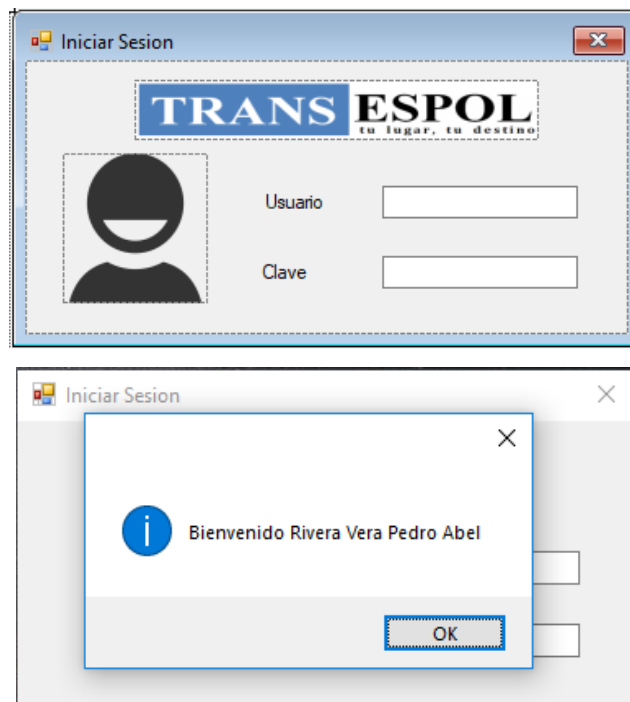 Iniciar Sesion
TRANS ESPOL
tu lugar, tu destino
Usuario
Clave
Iniciar Sesion
Bienvenido Rivera Vera Pedro Abel
OK